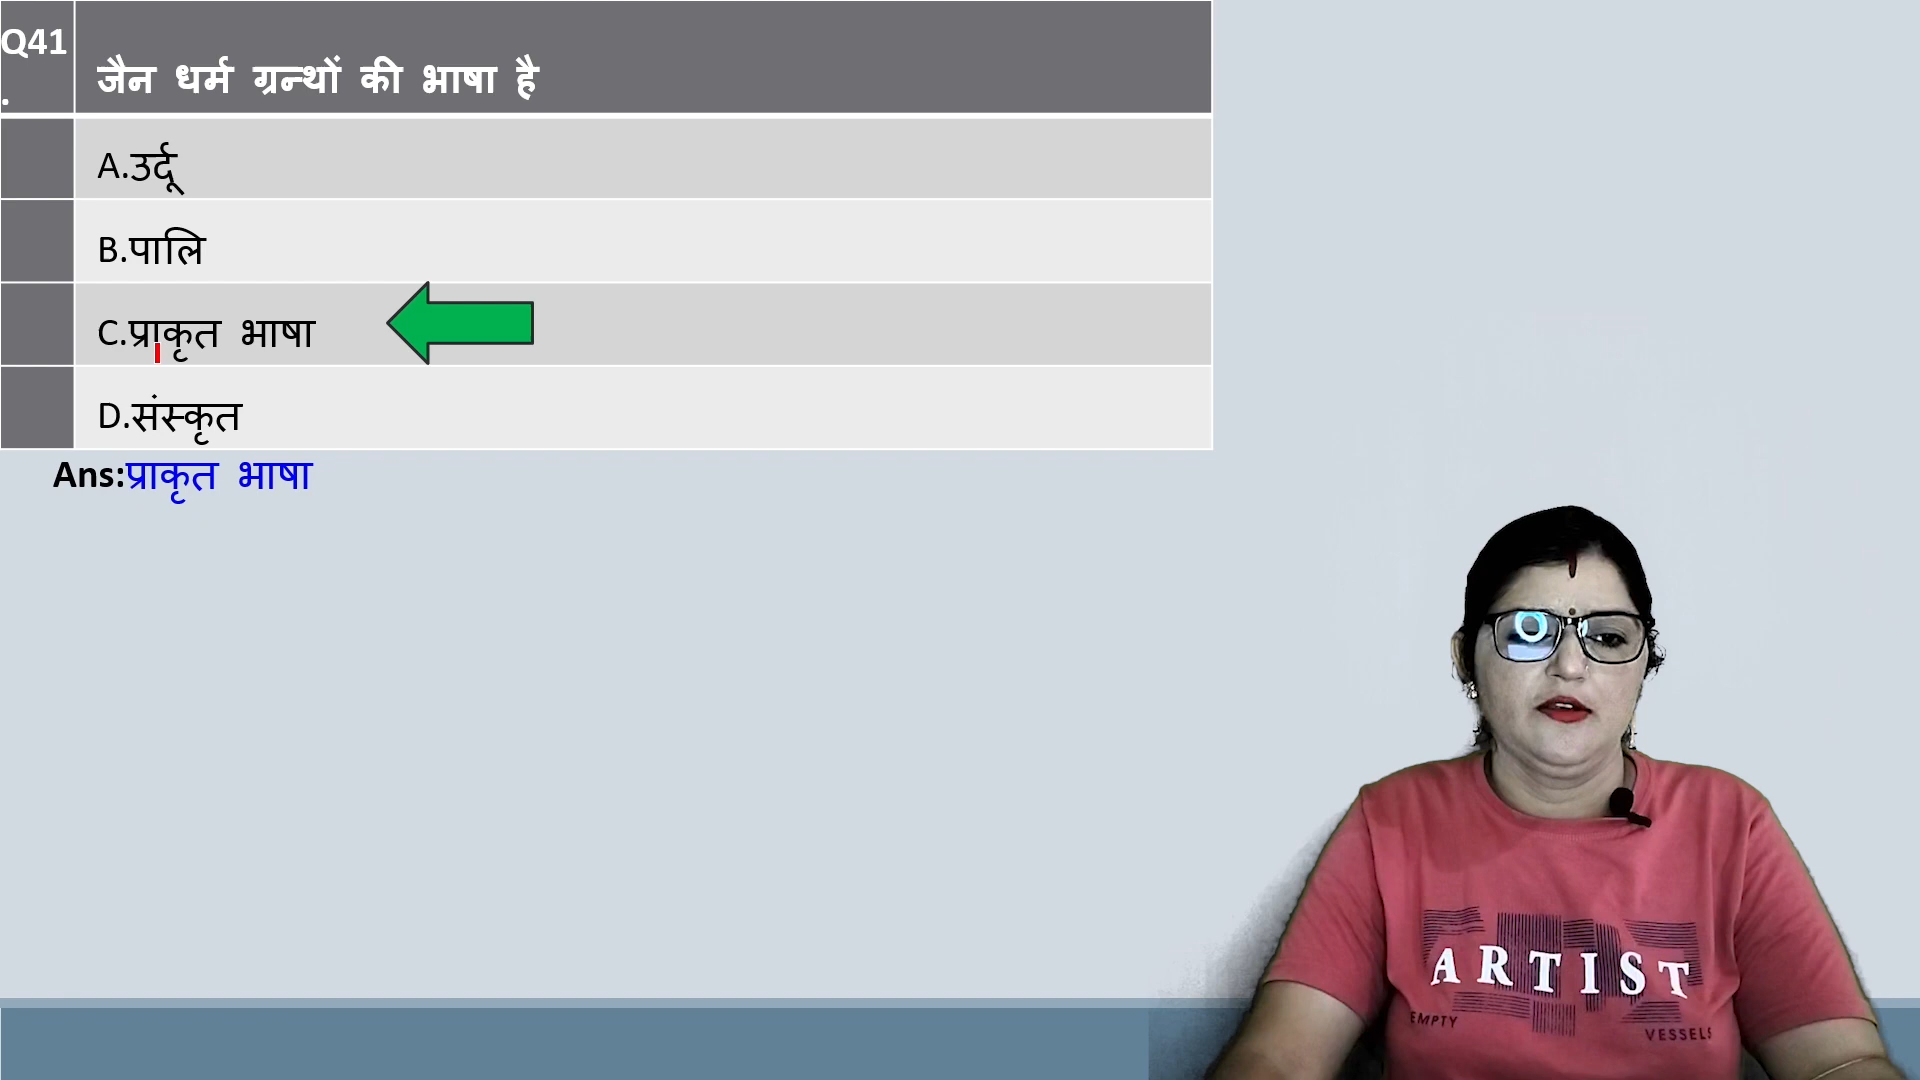 Q41
.
जैन धर्म ग्रन्थों की भाषा है
A.उर्दू
B.पालि
C.प्राकृत भाषा
D.संस्कृत
Ans:प्राकृत भाषा
ARTIST
EMPTY
VESSELS